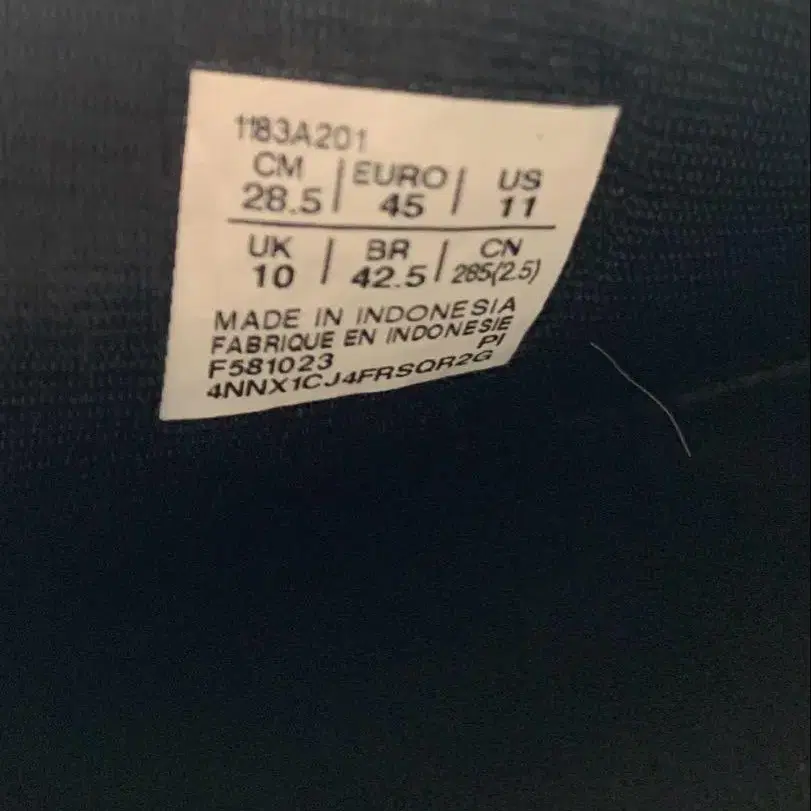 1183A201
CM | EURO | US
28.5 | 45 | 11
UK | BR | CN
10 | 42.5 | 285(2.5)
MADE IN INDONESIA
FABRIQUE EN INDONESIE
F581023 PI
4NNX1CJ4FRSQR2G